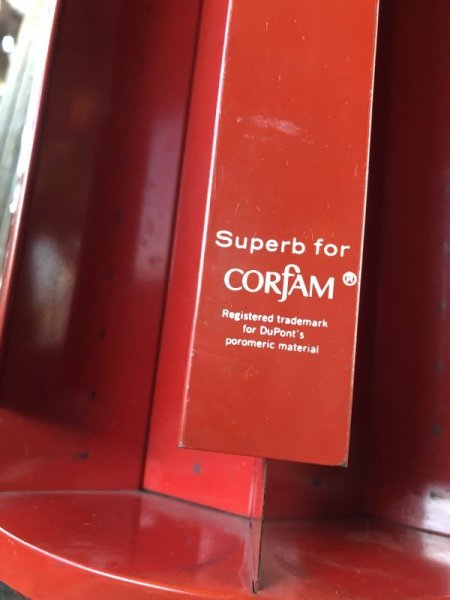 Superb for
CORfAM®
Registered trademark
for DuPont's
poromeric material